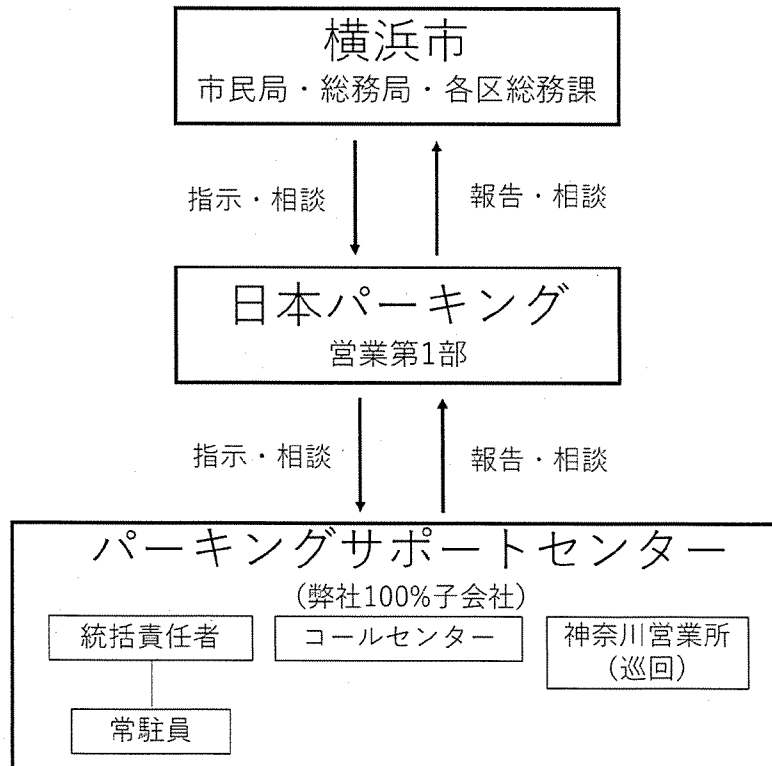 横浜市
市民局・総務局・各区総務課
指示・相談
報告・相談
日本パーキング
営業第1部
指示・相談
報告・相談
パーキングサポートセンター
(弊社100%子会社)
統括責任者
コールセンター
神奈川営業所
(巡回)
常駐員